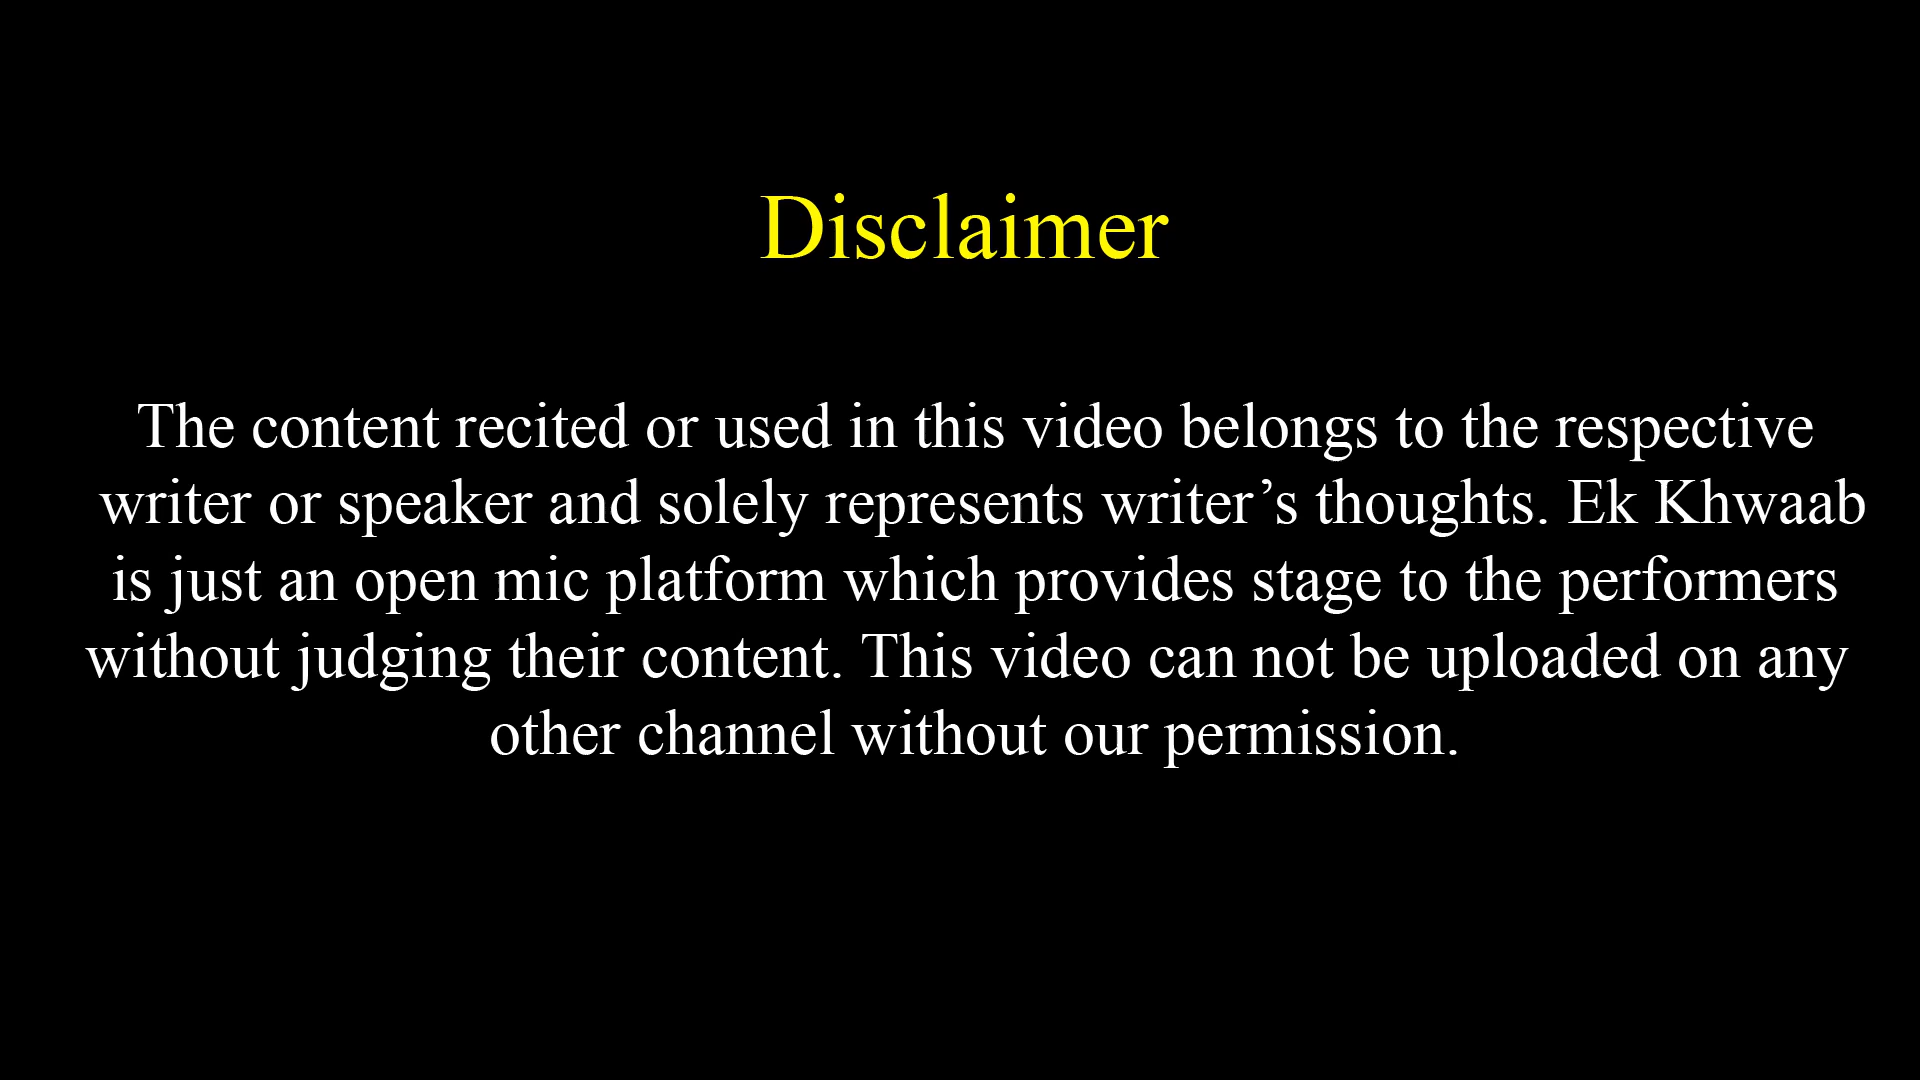 Disclaimer
The content recited or used in this video belongs to the respective
writer or speaker and solely represents writer’s thoughts. Ek Khwaab
is just an open mic platform which provides stage to the performers
without judging their content. This video can not be uploaded on any
other channel without our permission.